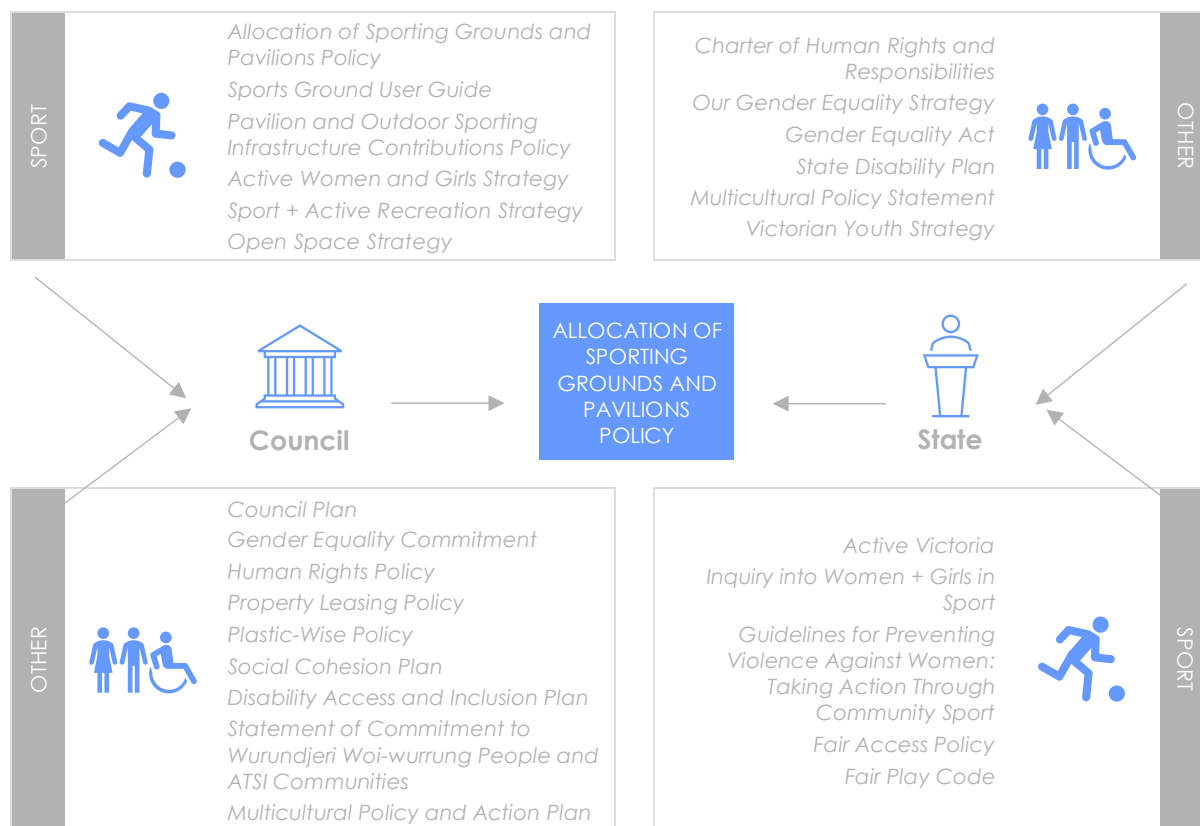 SPORT
Allocation of Sporting Grounds and
Pavilions Policy
Sports Ground User Guide
Pavilion and Outdoor Sporting
Infrastructure Contributions Policy
Active Women and Girls Strategy
Sport + Active Recreation Strategy
Open Space Strategy
Charter of Human Rights and
Responsibilities
Our Gender Equality Strategy
Gender Equality Act
State Disability Plan
Multicultural Policy Statement
Victorian Youth Strategy
OTHER
Council
ALLOCATION OF
SPORTING
GROUNDS AND
PAVILIONS
POLICY
State
OTHER
Council Plan
Gender Equality Commitment
Human Rights Policy
Property Leasing Policy
Plastic-Wise Policy
Social Cohesion Plan
Disability Access and Inclusion Plan
Statement of Commitment to
Wurundjeri Woi-wurrung People and
ATSI Communities
Multicultural Policy and Action Plan
Active Victoria
Inquiry into Women + Girls in
Sport
Guidelines for Preventing
Violence Against Women:
Taking Action Through
Community Sport
Fair Access Policy
Fair Play Code
SPORT